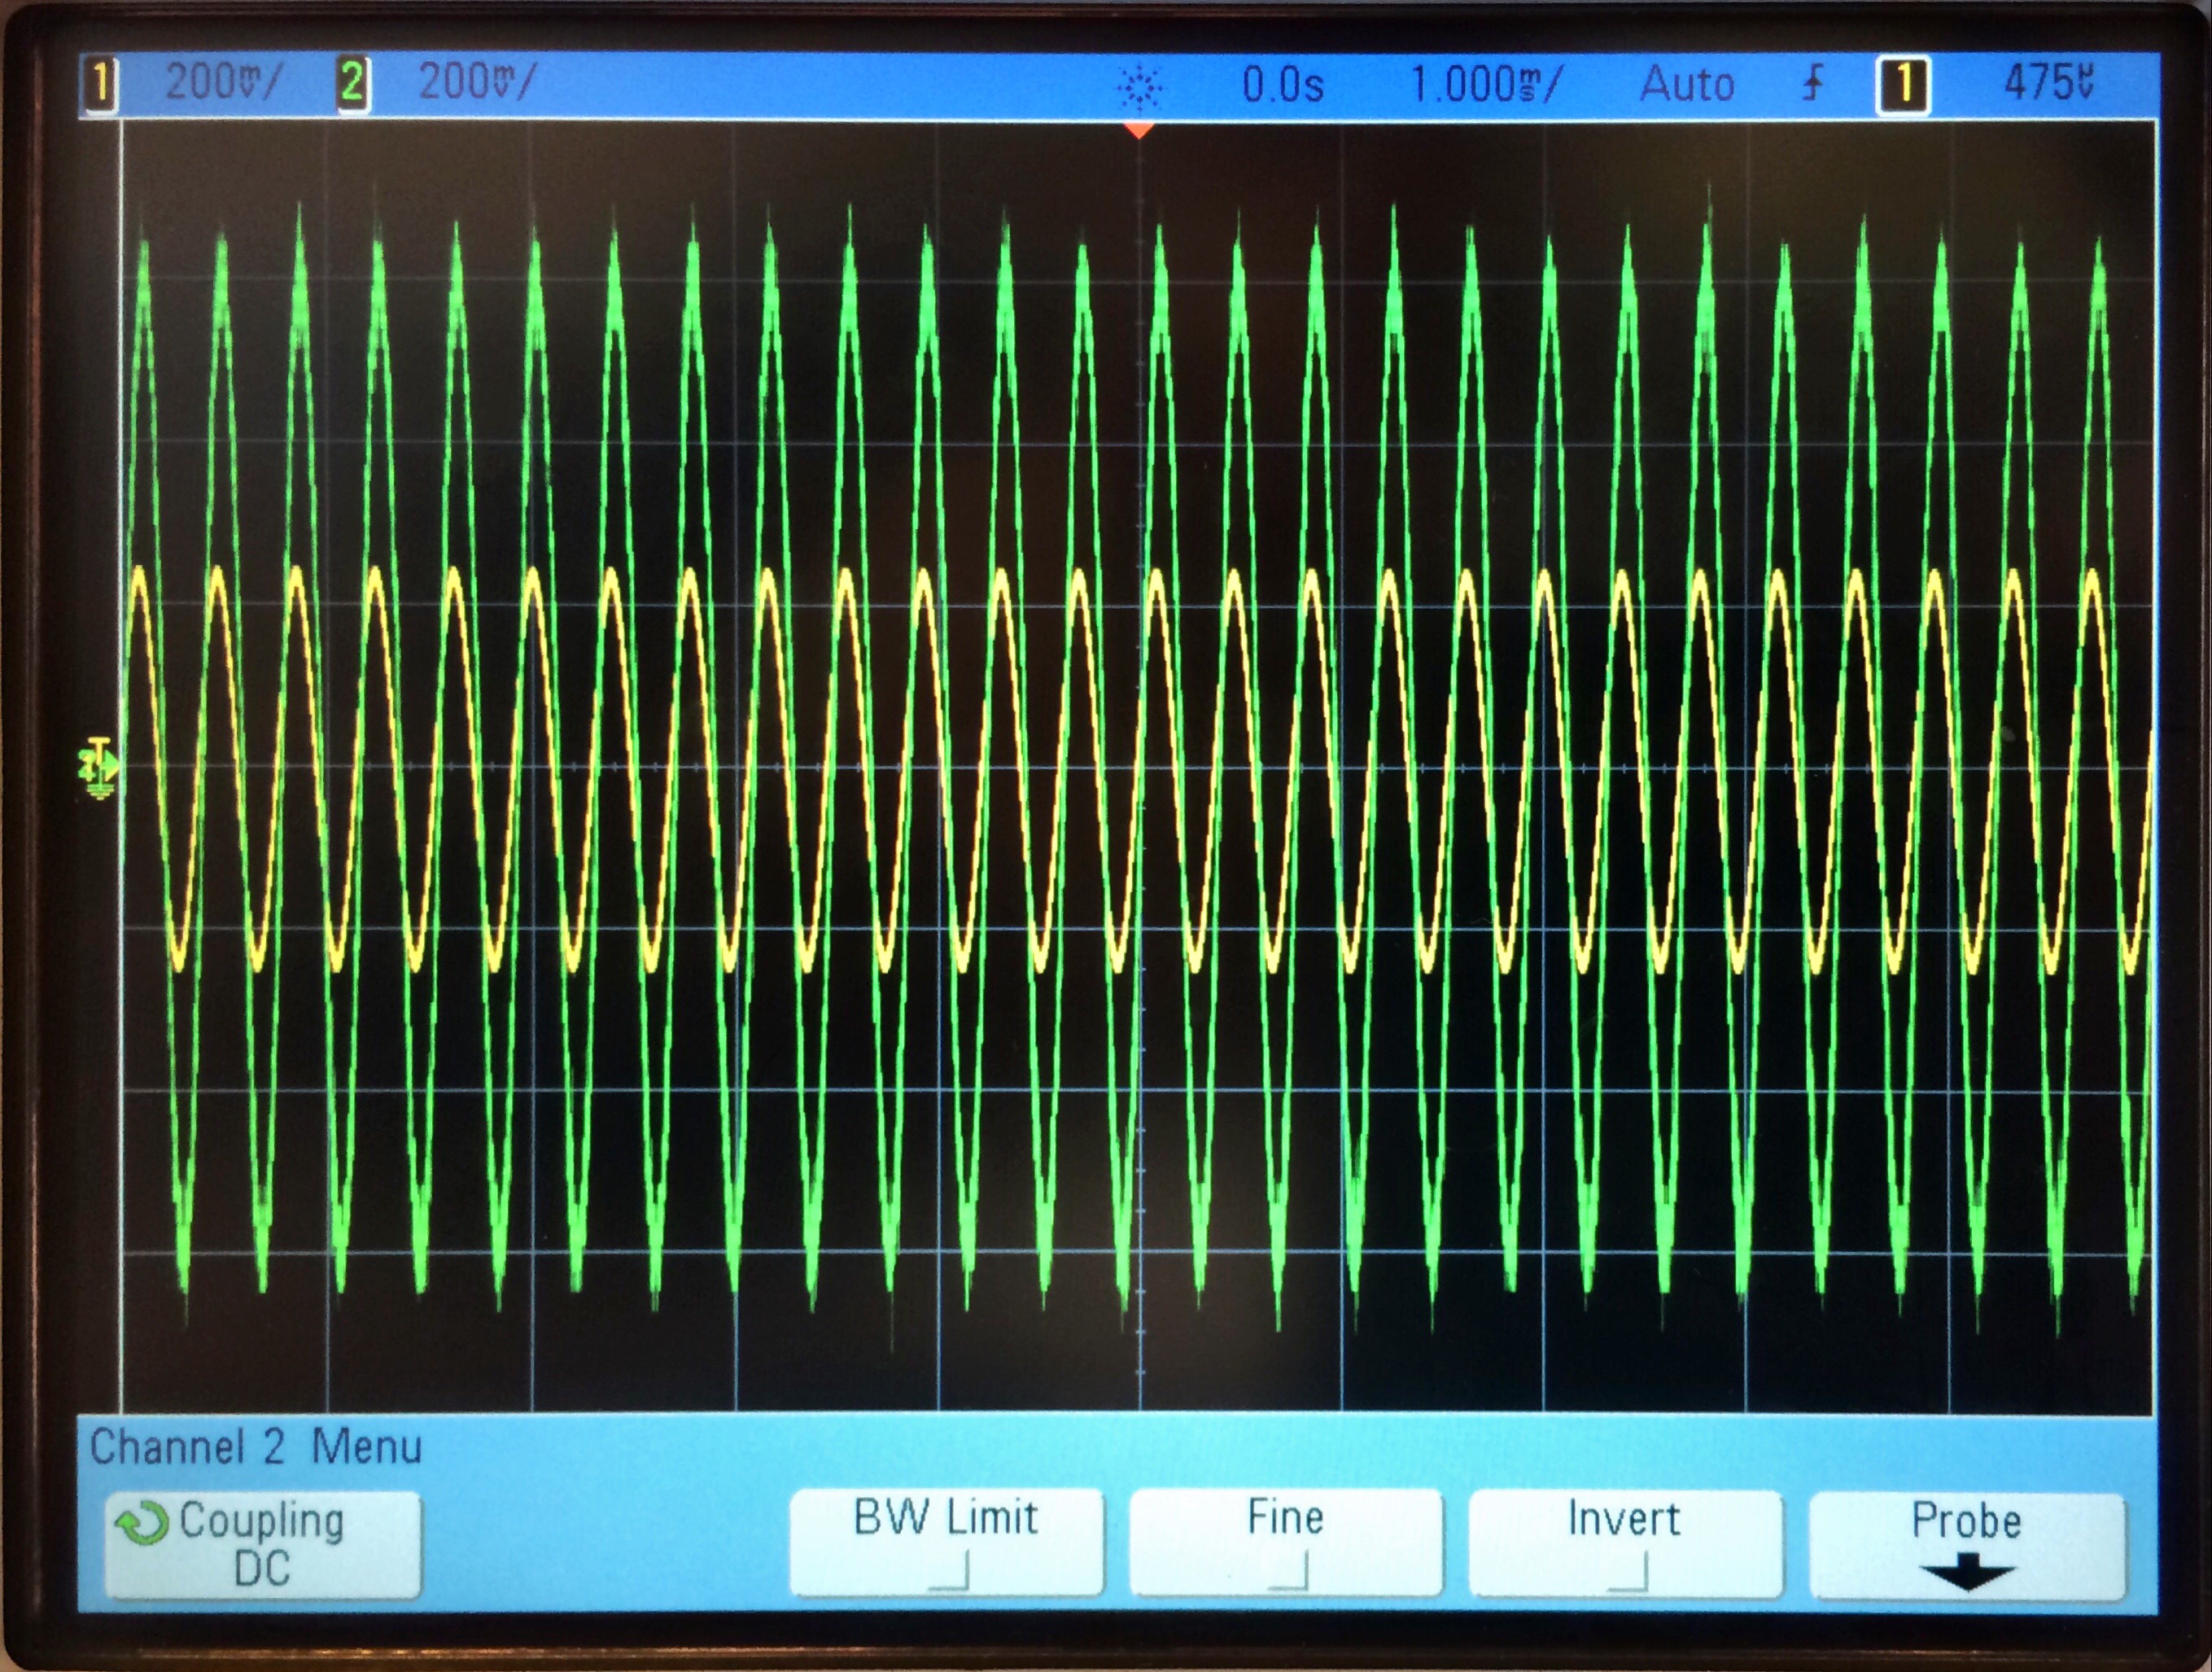 1 200mV/ 2 200mV/ 0.0s 1.000ms/ Auto 1 475V
Channel 2 Menu
Coupling BW Limit Fine Invert Probe
DC